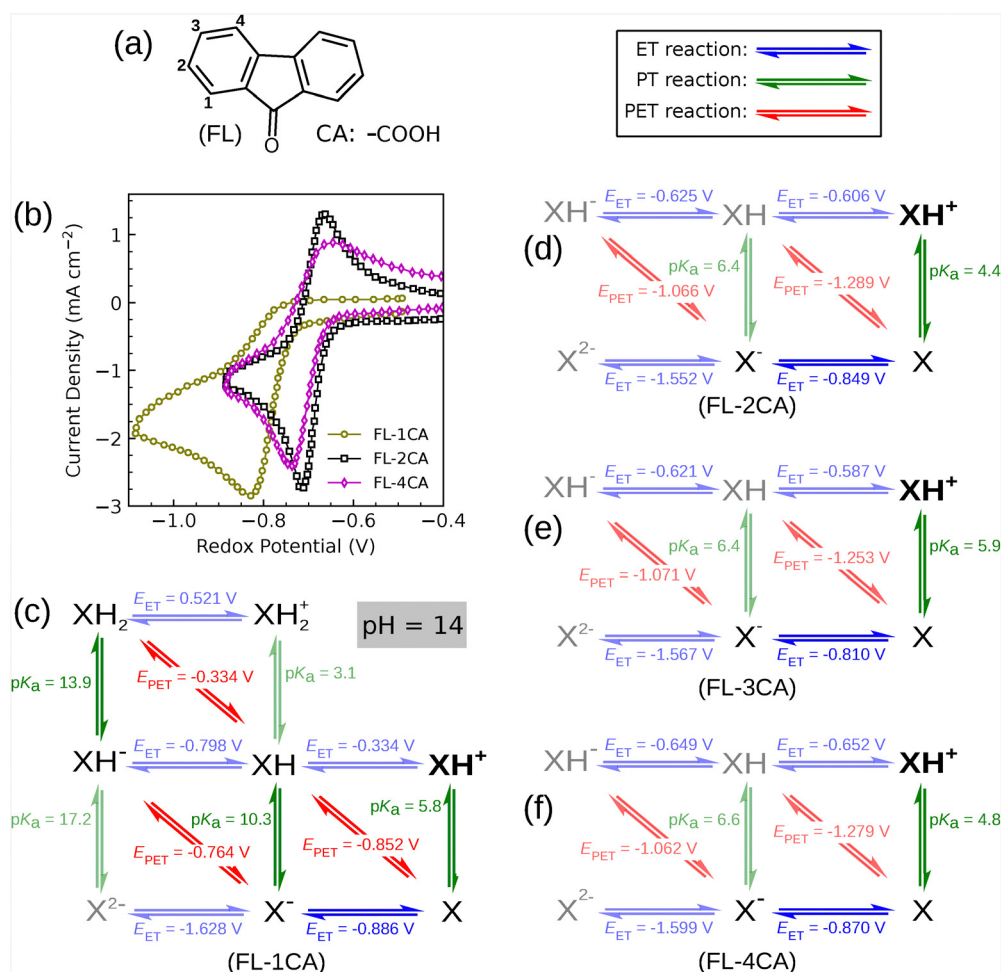 (a)
4
3
2
1
(FL)
O
CA: -COOH
ET reaction:
PT reaction:
PET reaction:
(b)
Current Density (mA cm⁻²)
1
0
−1
−2
−3
FL-1CA
FL-2CA
FL-4CA
−1.0
−0.8
−0.6
−0.4
Redox Potential (V)
(c)
pH = 14
XH₂
E_ET = 0.521 V
XH₂⁺
pKₐ = 13.9
E_PET = -0.334 V
pKₐ = 3.1
XH⁻
E_ET = -0.798 V
XH
E_ET = -0.334 V
XH⁺
pKₐ = 17.2
E_PET = -0.764 V
pKₐ = 10.3
E_PET = -0.852 V
pKₐ = 5.8
X²⁻
E_ET = -1.628 V
X⁻
E_ET = -0.886 V
X
(FL-1CA)
(d)
XH⁻
E_ET = -0.625 V
XH
E_ET = -0.606 V
XH⁺
E_PET = -1.066 V
pKₐ = 6.4
E_PET = -1.289 V
pKₐ = 4.4
X²⁻
E_ET = -1.552 V
X⁻
E_ET = -0.849 V
X
(FL-2CA)
(e)
XH⁻
E_ET = -0.621 V
XH
E_ET = -0.587 V
XH⁺
E_PET = -1.071 V
pKₐ = 6.4
E_PET = -1.253 V
pKₐ = 5.9
X²⁻
E_ET = -1.567 V
X⁻
E_ET = -0.810 V
X
(FL-3CA)
(f)
XH⁻
E_ET = -0.649 V
XH
E_ET = -0.652 V
XH⁺
E_PET = -1.062 V
pKₐ = 6.6
E_PET = -1.279 V
pKₐ = 4.8
X²⁻
E_ET = -1.599 V
X⁻
E_ET = -0.870 V
X
(FL-4CA)